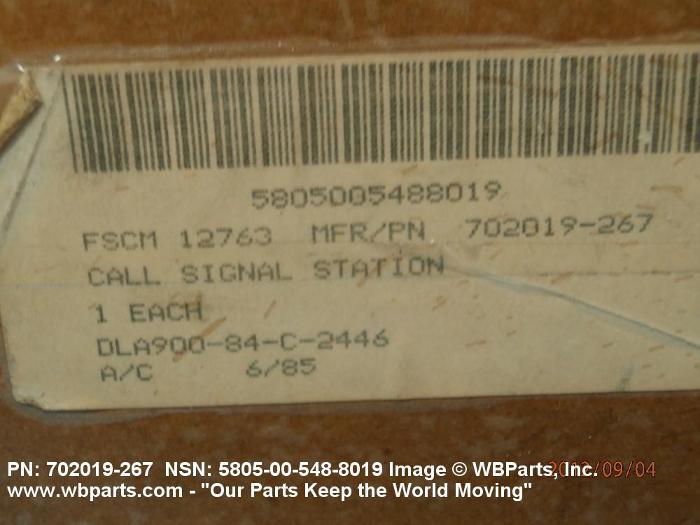 5805005488019
FSCM 12763 MFR/PN 702019-267
CALL SIGNAL STATION
1 EACH
DLA900-84-C-2446
A/C 6/85
PN: 702019-267 NSN: 5805-00-548-8019 Image © WBParts, Inc.
www.wbparts.com - "Our Parts Keep the World Moving"